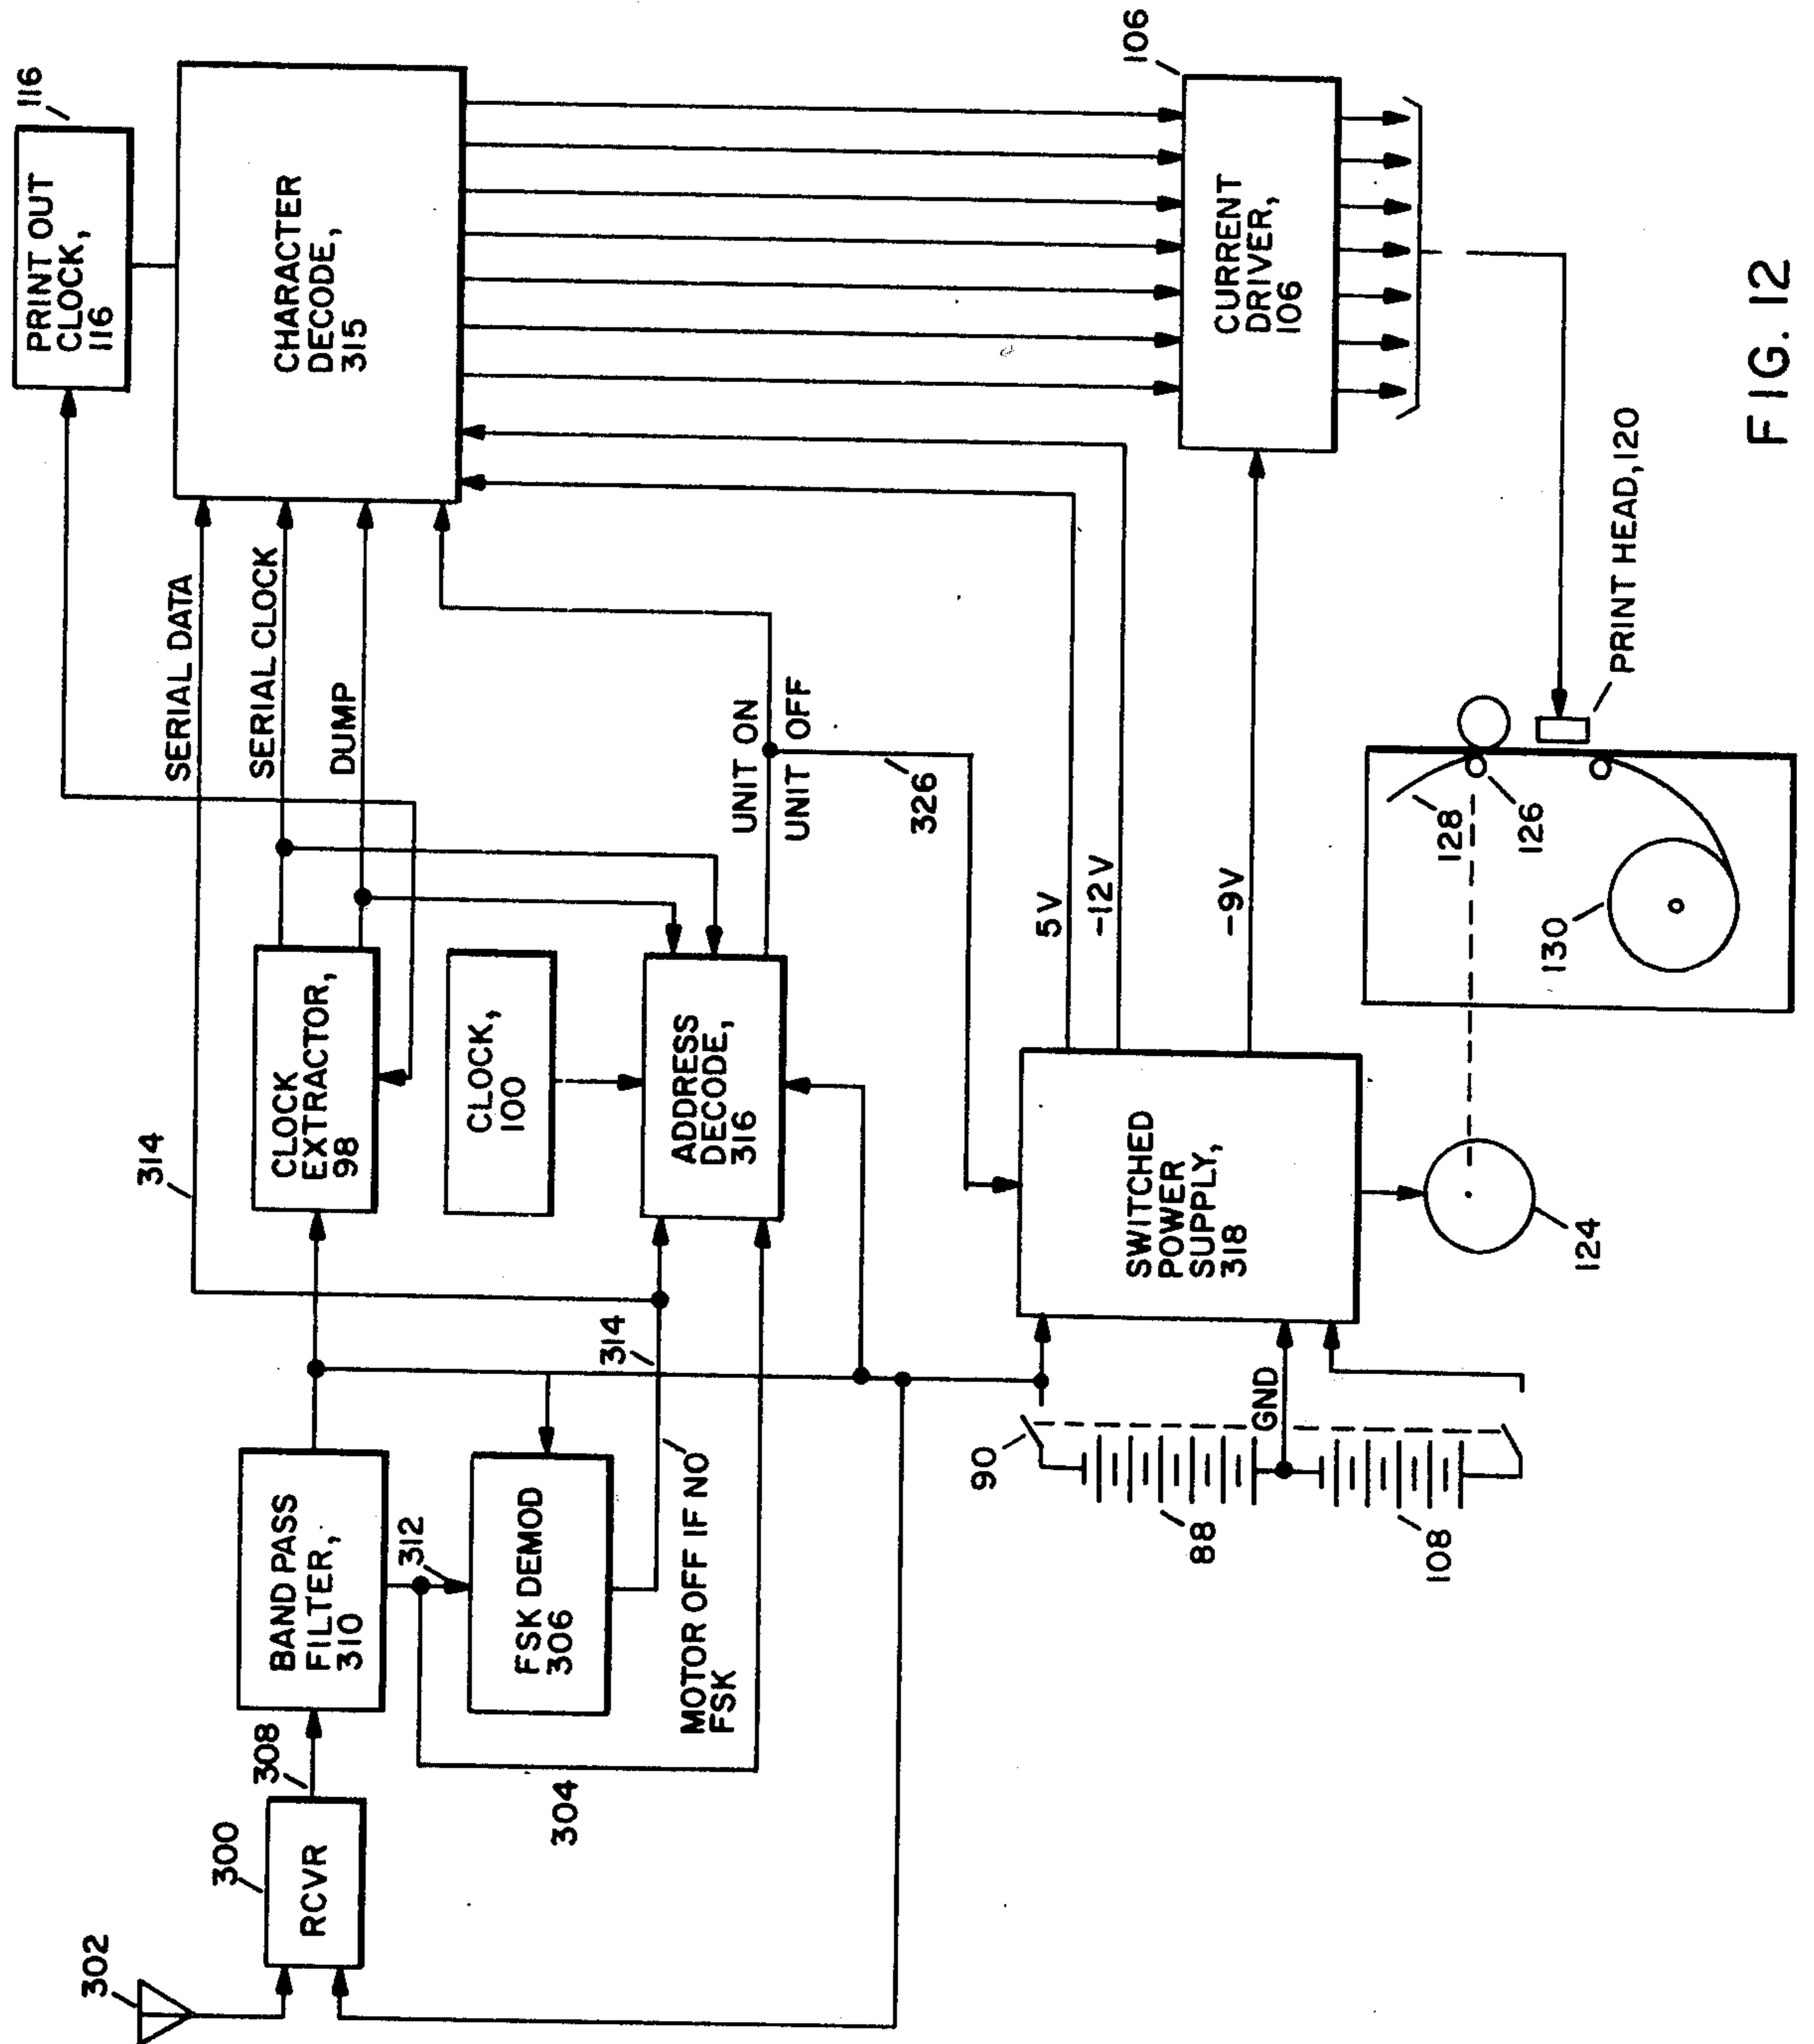 302
300
RCVR
308
BAND PASS
FILTER,
310
312
FSK DEMOD
306
304
MOTOR OFF IF NO
FSK
314
314
CLOCK
EXTRACTOR,
98
CLOCK,
100
ADDRESS
DECODE,
316
SERIAL DATA
SERIAL CLOCK
DUMP
UNIT ON
UNIT OFF
326
PRINT OUT
CLOCK,
116
116
CHARACTER
DECODE,
315
90
88
GND
108
SWITCHED
POWER
SUPPLY,
318
5V
-12V
-9V
124
130
128
126
PRINT HEAD,120
CURRENT
DRIVER,
106
106
FIG. 12